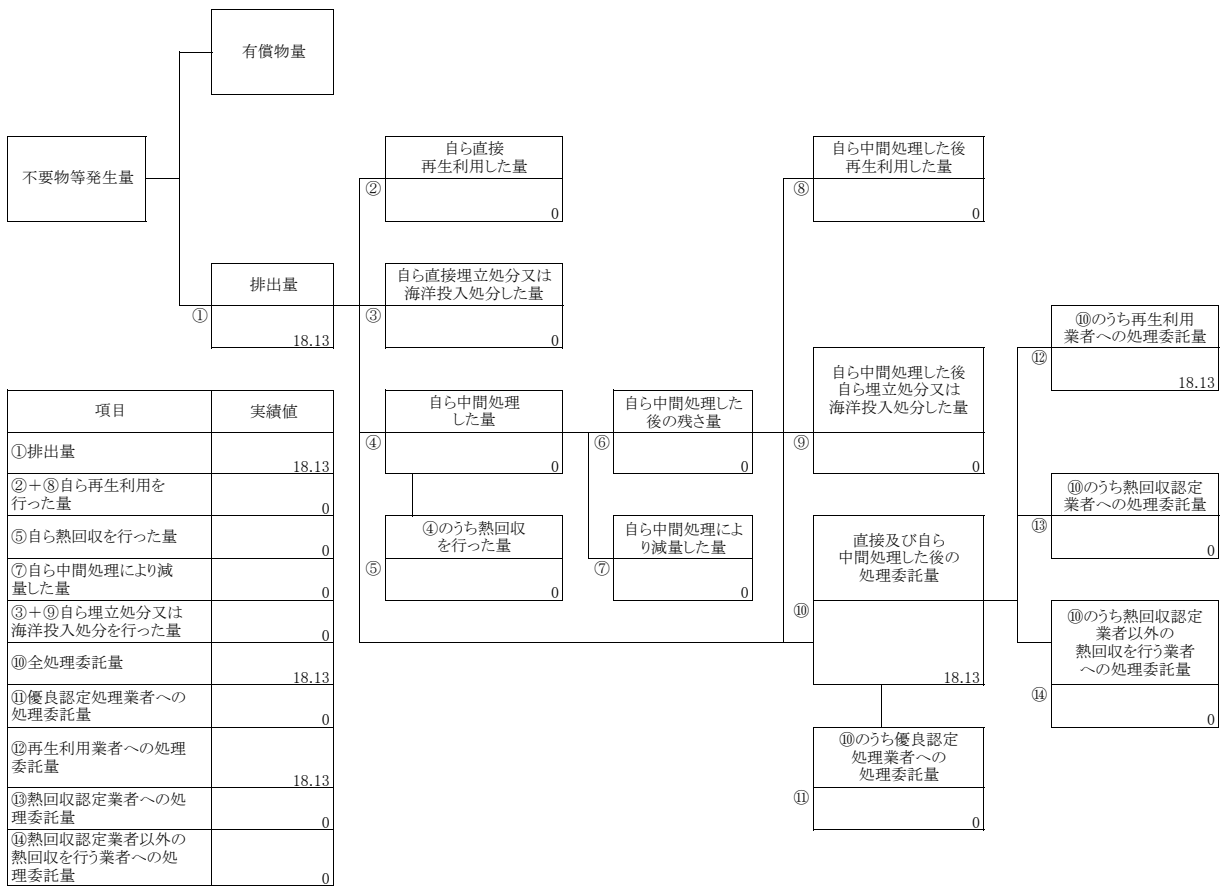 有償物量
不要物等発生量
自ら直接
再生利用した量
②
0
自ら中間処理した後
再生利用した量
⑧
0
排出量
①
18.13
自ら直接埋立処分又は
海洋投入処分した量
③
0
⑩のうち再生利用
業者への処理委託量
⑫
18.13
自ら中間処理
した量
④
0
自ら中間処理した
後の残さ量
⑥
0
自ら中間処理した後
自ら埋立処分又は
海洋投入処分した量
⑨
0
⑩のうち熱回収認定
業者への処理委託量
⑬
0
④のうち熱回収
を行った量
⑤
0
自ら中間処理によ
り減量した量
⑦
0
直接及び自ら
中間処理した後の
処理委託量
⑩
18.13
⑩のうち熱回収認定
業者以外の
熱回収を行う業者
への処理委託量
⑭
0
⑩のうち優良認定
処理業者への
処理委託量
⑪
0
項目 実績値
①排出量
18.13
②+⑧自ら再生利用を
行った量
0
⑤自ら熱回収を行った量
0
⑦自ら中間処理により減
量した量
0
③+⑨自ら埋立処分又は
海洋投入処分を行った量
0
⑩全処理委託量
18.13
⑪優良認定処理業者への
処理委託量
0
⑫再生利用業者への処理
委託量
18.13
⑬熱回収認定業者への処
理委託量
0
⑭熱回収認定業者以外の
熱回収を行う業者への処
理委託量
0